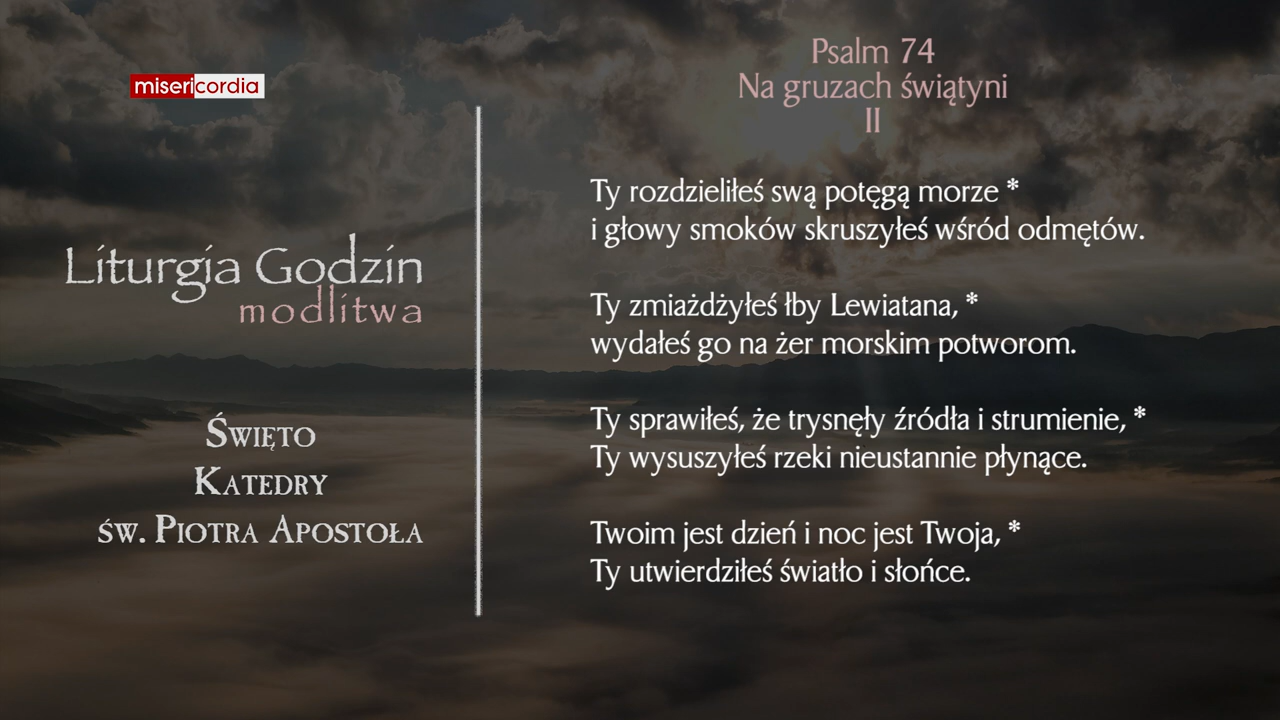 misericordia
Liturgia Godzin
modlitwa
Święto
Katedry
św. Piotra Apostoła
Psalm 74
Na gruzach świątyni
II
Ty rozdzieliłeś swą potęgą morze *
i głowy smoków skruszyłeś wśród odmętów.
Ty zmiażdżyłeś łby Lewiatana, *
wydałeś go na żer morskim potworom.
Ty sprawiłeś, że trysnęły źródła i strumienie, *
Ty wysuszyłeś rzeki nieustannie płynące.
Twoim jest dzień i noc jest Twoja, *
Ty utwierdziłeś światło i słońce.